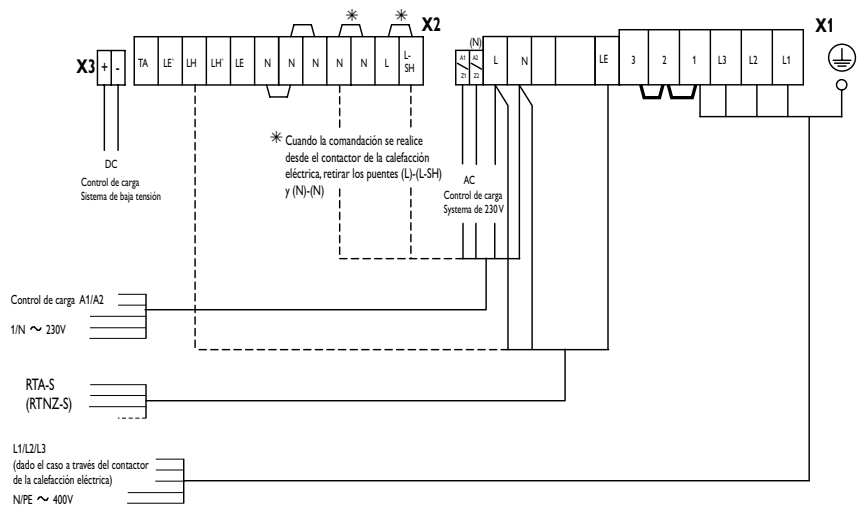 X2
X1
X3
+ -
TA LE` LH LH` LE N N N N N L L-SH
(N)
A1 A2
Z1 Z2
L N LE 3 2 1 L3 L2 L1
✳ Cuando la comandación se realice
desde el contactor de la calefacción
eléctrica, retirar los puentes (L)-(L-SH)
y (N)-(N)
DC
Control de carga
Sistema de baja tensión
AC
Control de carga
Systema de 230V
Control de carga A1/A2
1/N ~ 230V
RTA-S
(RTNZ-S)
L1/L2/L3
(dado el caso a través del contactor
de la calefacción eléctrica)
N/PE ~ 400V